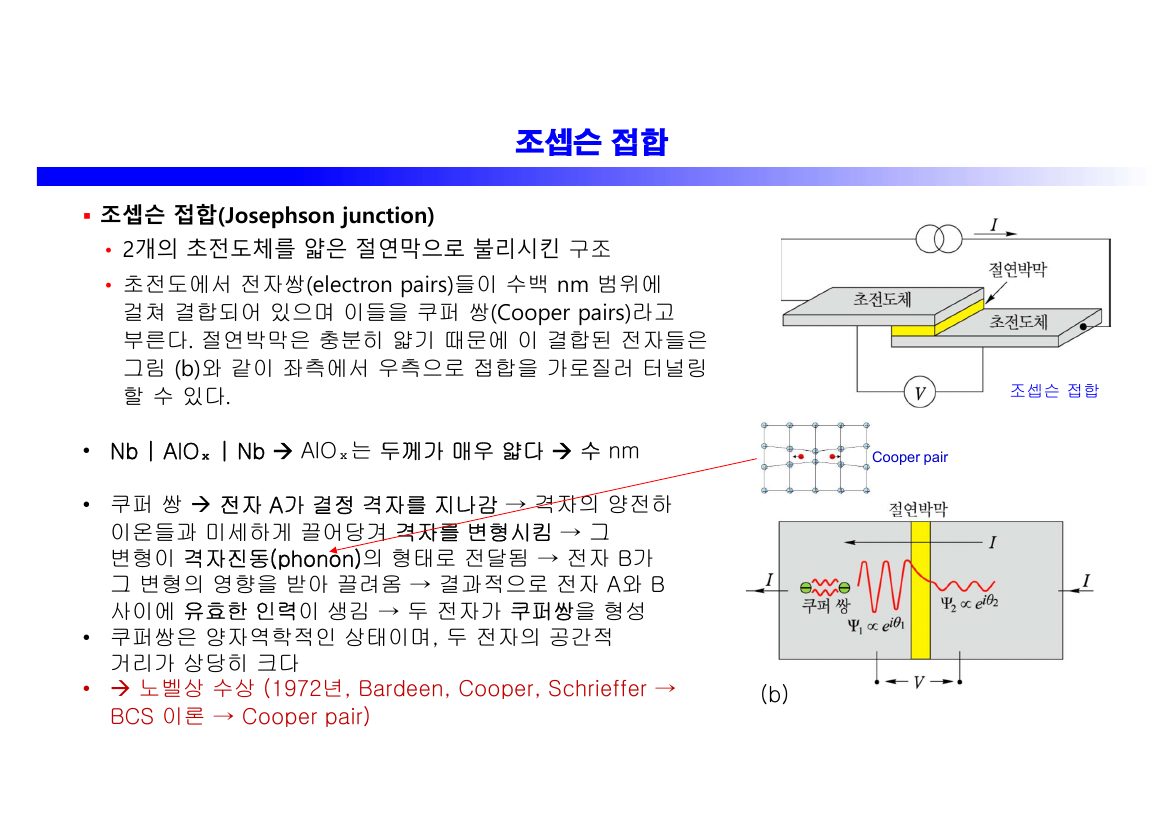 조셉슨 접합
▪ 조셉슨 접합(Josephson junction)
• 2개의 초전도체를 얇은 절연막으로 불리시킨 구조
• 초전도에서 전자쌍(electron pairs)들이 수백 nm 범위에
걸쳐 결합되어 있으며 이들을 쿠퍼 쌍(Cooper pairs)라고
부른다. 절연박막은 충분히 얇기 때문에 이 결합된 전자들은
그림 (b)와 같이 좌측에서 우측으로 접합을 가로질러 터널링
할 수 있다.
• Nb | AlOₓ | Nb → AlOₓ는 두께가 매우 얇다 → 수 nm
• 쿠퍼 쌍 → 전자 A가 결정 격자를 지나감 → 격자의 양전하
이온들과 미세하게 끌어당겨 격자를 변형시킴 → 그
변형이 격자진동(phonon)의 형태로 전달됨 → 전자 B가
그 변형의 영향을 받아 끌려옴 → 결과적으로 전자 A와 B
사이에 유효한 인력이 생김 → 두 전자가 쿠퍼쌍을 형성
• 쿠퍼쌍은 양자역학적인 상태이며, 두 전자의 공간적
거리가 상당히 크다
• → 노벨상 수상 (1972년, Bardeen, Cooper, Schrieffer →
BCS 이론 → Cooper pair)
I
절연박막
초전도체
초전도체
V
조셉슨 접합
Cooper pair
절연박막
I
I
I
쿠퍼 쌍
Ψ₁ ∝ e^{iθ₁}
Ψ₂ ∝ e^{iθ₂}
V
(b)